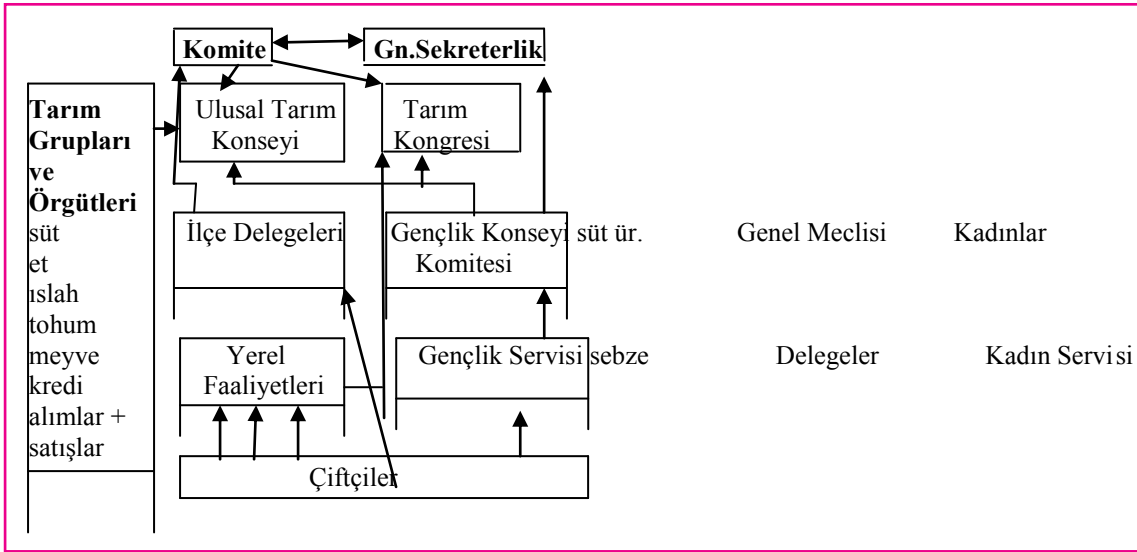 Komite Gn.Sekreterlik
Tarım Grupları ve Örgütleri
süt
et
ıslah
tohum
meyve
kredi
alımlar +
satışlar
Ulusal Tarım
Konseyi
Tarım
Kongresi
İlçe Delegeleri
Gençlik Konseyi süt ür. Genel Meclisi Kadınlar
Komitesi
Yerel
Faaliyetleri
Gençlik Servisi sebze Delegeler Kadın Servisi
Çiftçiler